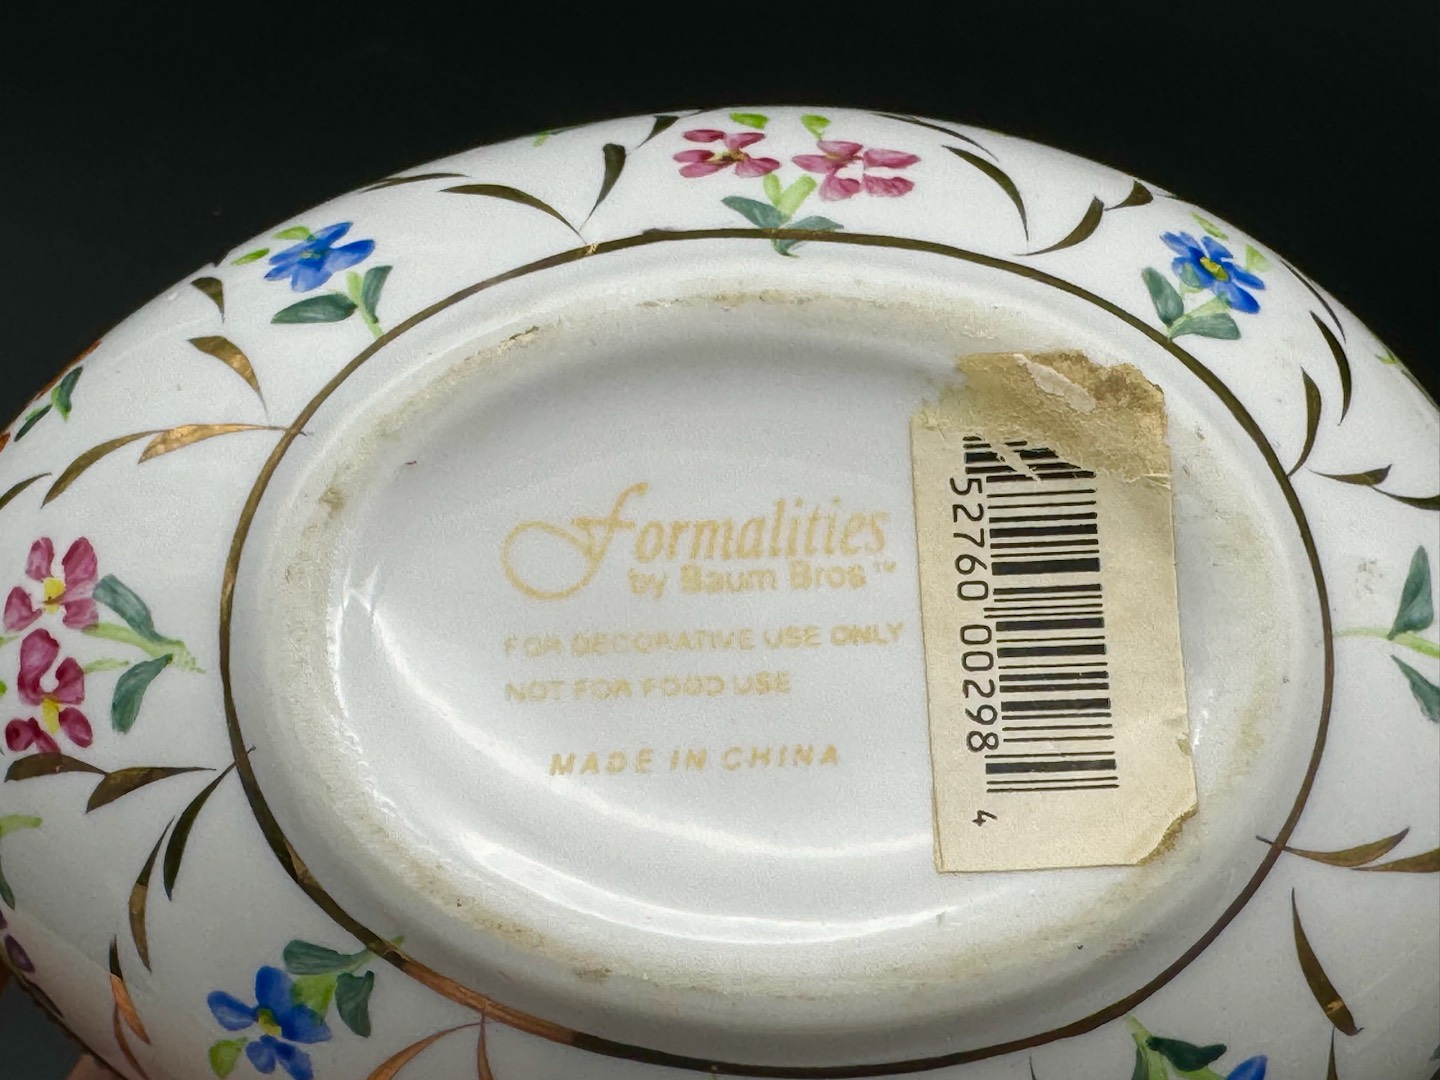 Formalities
by Baum Bros™
FOR DECORATIVE USE ONLY
NOT FOR FOOD USE
MADE IN CHINA
52760 00298 4